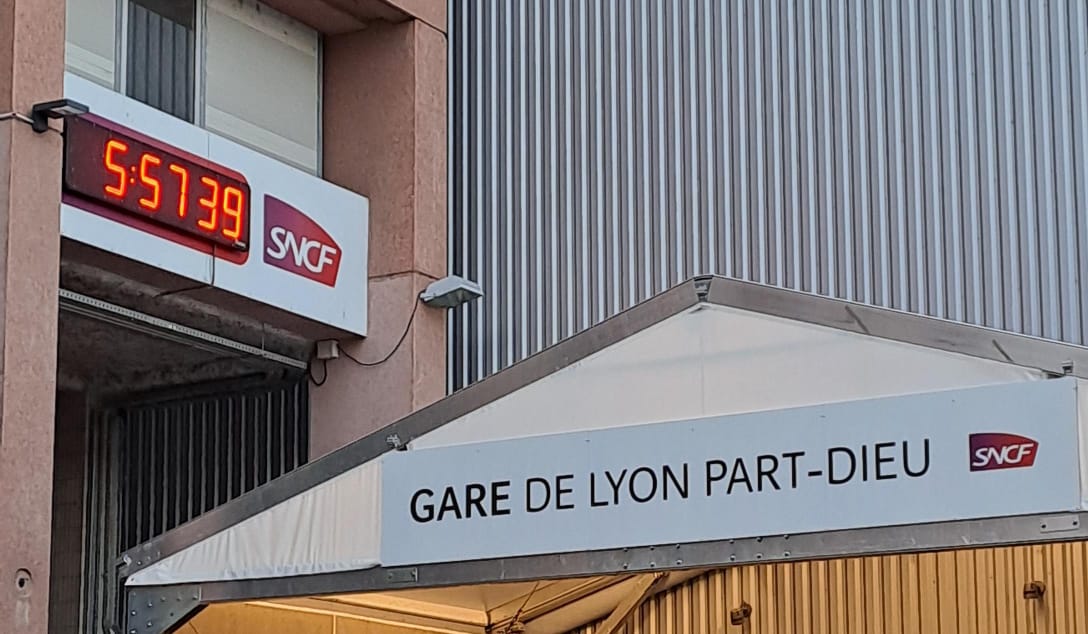 5:57 39
SNCF
GARE DE LYON PART-DIEU
SNCF